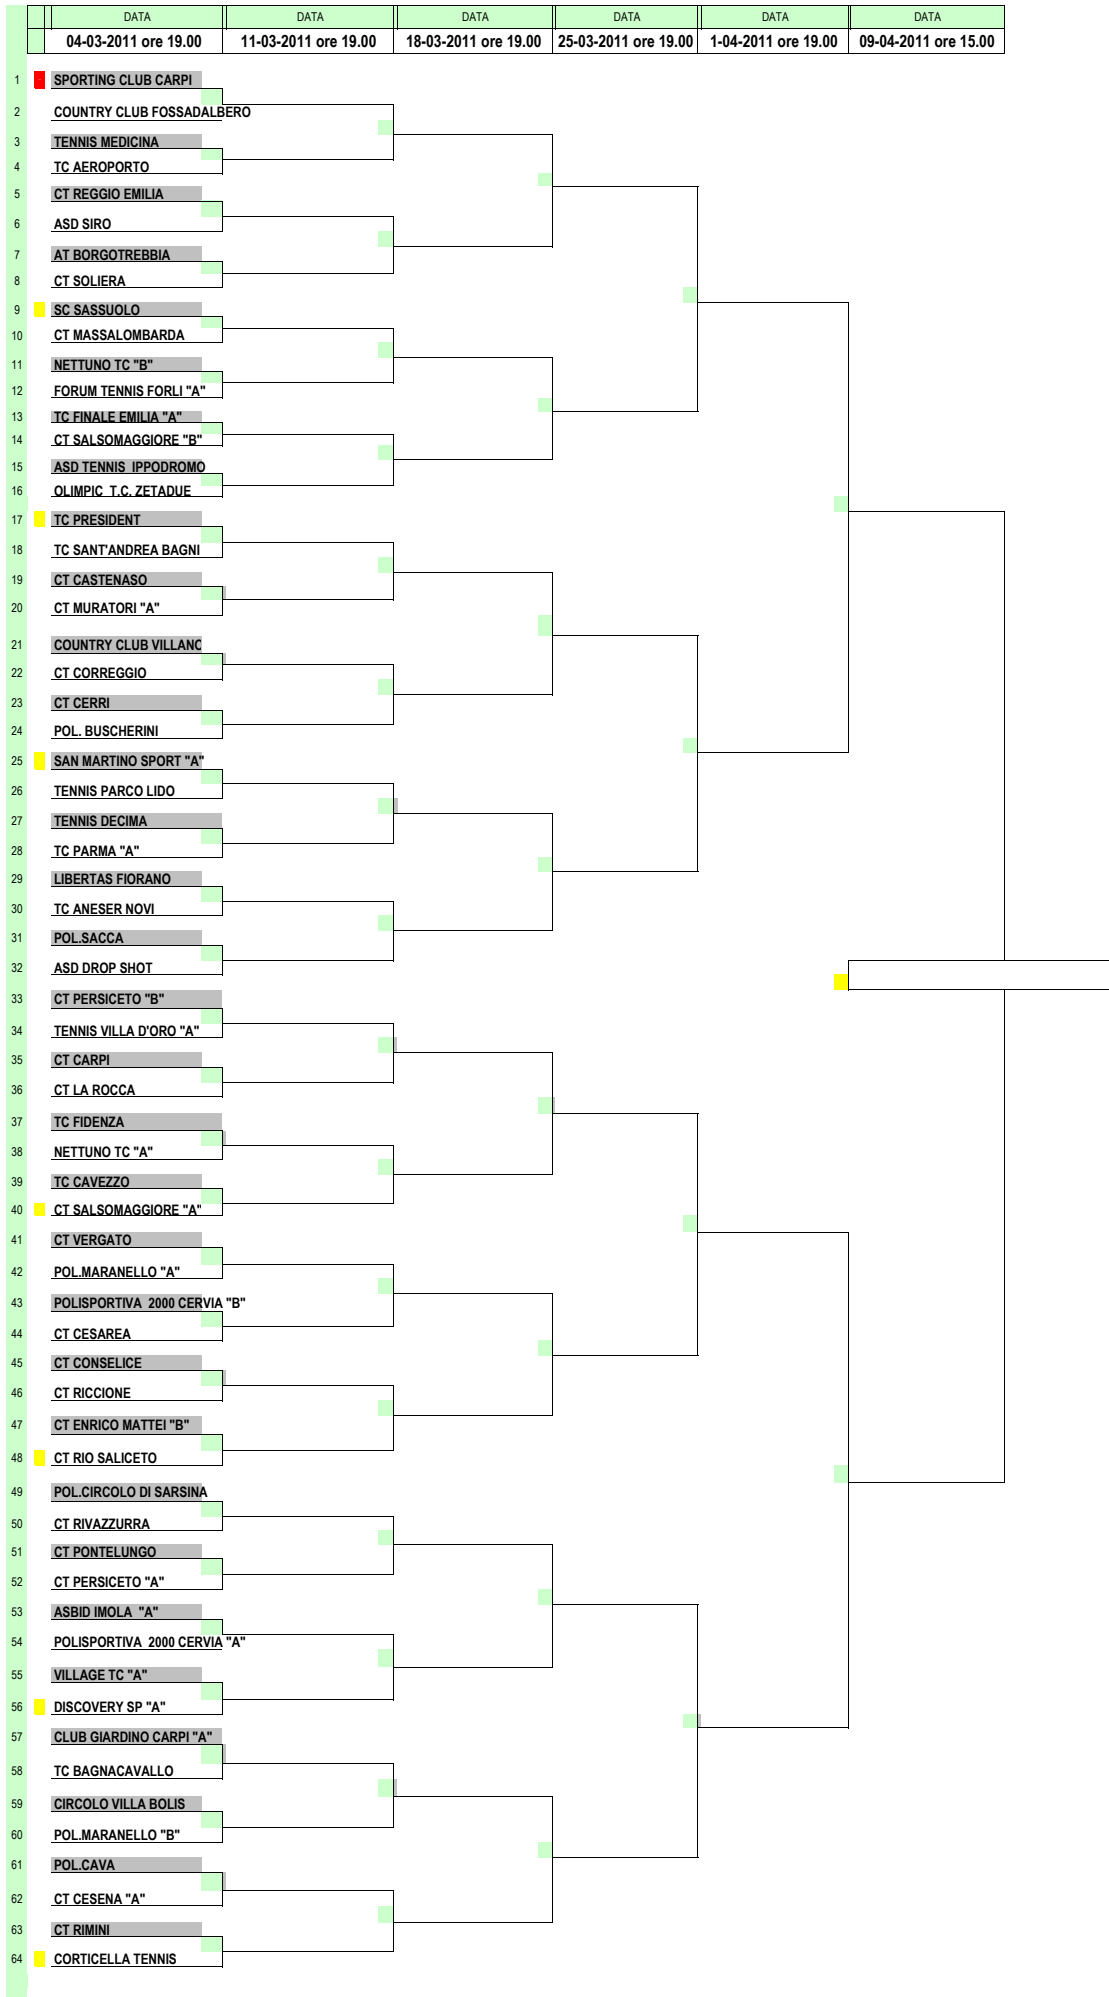 DATA DATA DATA DATA DATA DATA
04-03-2011 ore 19.00 11-03-2011 ore 19.00 18-03-2011 ore 19.00 25-03-2011 ore 19.00 1-04-2011 ore 19.00 09-04-2011 ore 15.00
1 SPORTING CLUB CARPI
2 COUNTRY CLUB FOSSADALBERO
3 TENNIS MEDICINA
4 TC AEROPORTO
5 CT REGGIO EMILIA
6 ASD SIRO
7 AT BORGOTREBBIA
8 CT SOLIERA
9 SC SASSUOLO
10 CT MASSALOMBARDA
11 NETTUNO TC "B"
12 FORUM TENNIS FORLI "A"
13 TC FINALE EMILIA "A"
14 CT SALSOMAGGIORE "B"
15 ASD TENNIS IPPODROMO
16 OLIMPIC T.C. ZETADUE
17 TC PRESIDENT
18 TC SANT'ANDREA BAGNI
19 CT CASTENASO
20 CT MURATORI "A"
21 COUNTRY CLUB VILLANO
22 CT CORREGGIO
23 CT CERRI
24 POL. BUSCHERINI
25 SAN MARTINO SPORT "A"
26 TENNIS PARCO LIDO
27 TENNIS DECIMA
28 TC PARMA "A"
29 LIBERTAS FIORANO
30 TC ANESER NOVI
31 POL.SACCA
32 ASD DROP SHOT
33 CT PERSICETO "B"
34 TENNIS VILLA D'ORO "A"
35 CT CARPI
36 CT LA ROCCA
37 TC FIDENZA
38 NETTUNO TC "A"
39 TC CAVEZZO
40 CT SALSOMAGGIORE "A"
41 CT VERGATO
42 POL.MARANELLO "A"
43 POLISPORTIVA 2000 CERVIA "B"
44 CT CESAREA
45 CT CONSELICE
46 CT RICCIONE
47 CT ENRICO MATTEI "B"
48 CT RIO SALICETO
49 POL.CIRCOLO DI SARSINA
50 CT RIVAZZURRA
51 CT PONTELUNGO
52 CT PERSICETO "A"
53 ASBID IMOLA "A"
54 POLISPORTIVA 2000 CERVIA "A"
55 VILLAGE TC "A"
56 DISCOVERY SP "A"
57 CLUB GIARDINO CARPI "A"
58 TC BAGNACAVALLO
59 CIRCOLO VILLA BOLIS
60 POL.MARANELLO "B"
61 POL.CAVA
62 CT CESENA "A"
63 CT RIMINI
64 CORTICELLA TENNIS